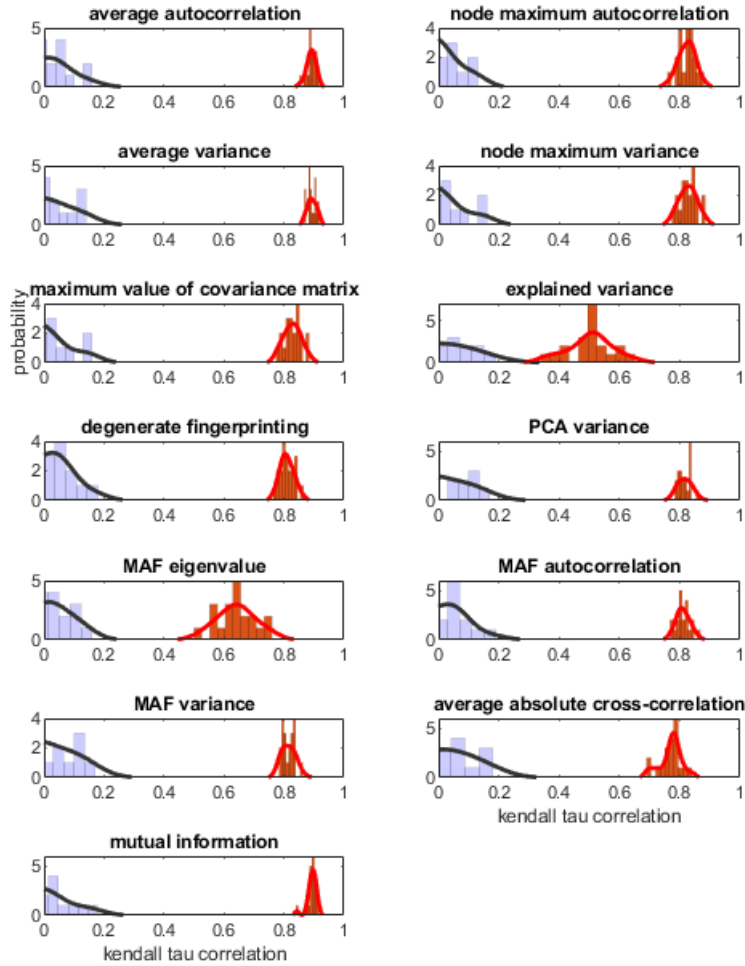 average autocorrelation
5
0
0 0.2 0.4 0.6 0.8 1
node maximum autocorrelation
4
2
0
0 0.2 0.4 0.6 0.8 1
average variance
5
0
0 0.2 0.4 0.6 0.8 1
node maximum variance
4
2
0
0 0.2 0.4 0.6 0.8 1
maximum value of covariance matrix
probability
4
2
0
0 0.2 0.4 0.6 0.8 1
explained variance
5
0
0 0.2 0.4 0.6 0.8 1
degenerate fingerprinting
4
2
0
0 0.2 0.4 0.6 0.8 1
PCA variance
5
0
0 0.2 0.4 0.6 0.8 1
MAF eigenvalue
5
0
0 0.2 0.4 0.6 0.8 1
MAF autocorrelation
5
0
0 0.2 0.4 0.6 0.8 1
MAF variance
4
2
0
0 0.2 0.4 0.6 0.8 1
average absolute cross-correlation
5
0
0 0.2 0.4 0.6 0.8 1
kendall tau correlation
mutual information
5
0
0 0.2 0.4 0.6 0.8 1
kendall tau correlation